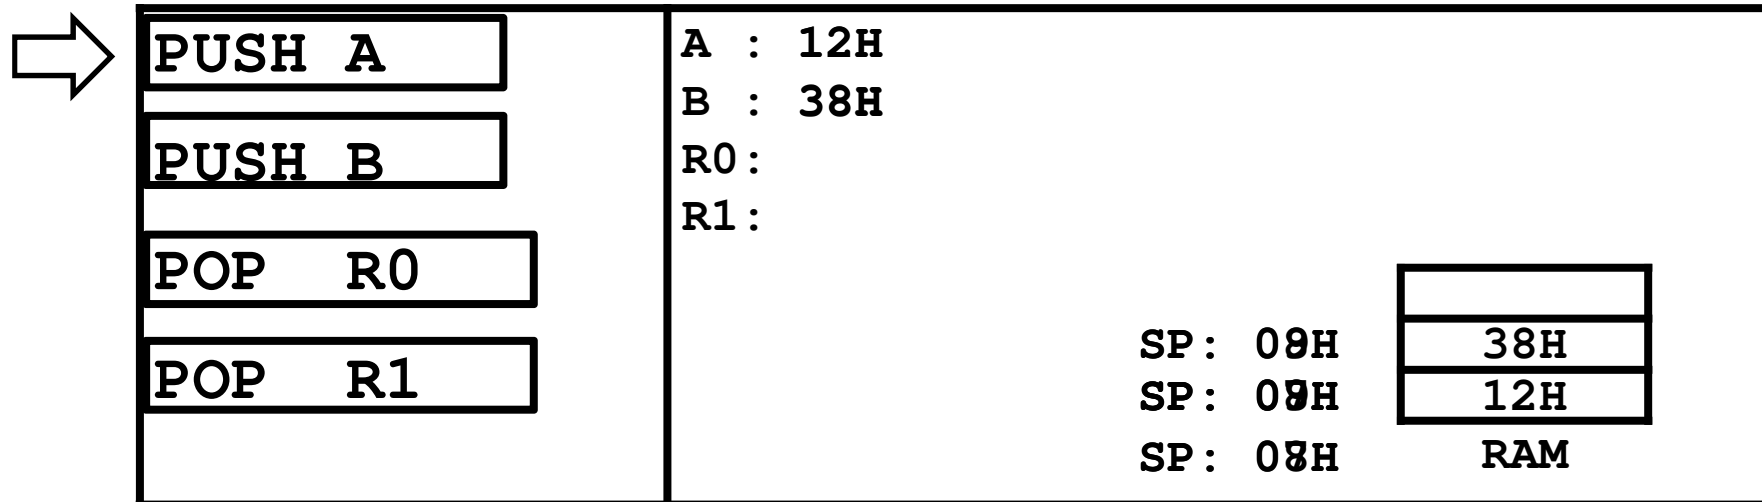 PUSH A
PUSH B
POP R0
POP R1
A : 12H
B : 38H
R0:
R1:
SP:
38H
SP:
12H
SP:
RAM